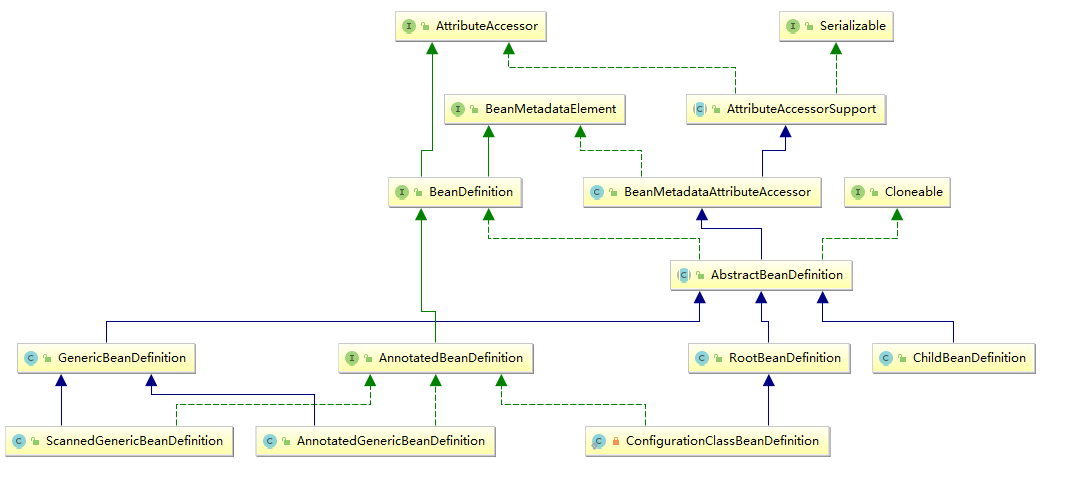 AttributeAccessor
Serializable
BeanMetadataElement
AttributeAccessorSupport
BeanDefinition
BeanMetadataAttributeAccessor
Cloneable
AbstractBeanDefinition
GenericBeanDefinition
AnnotatedBeanDefinition
RootBeanDefinition
ChildBeanDefinition
ScannedGenericBeanDefinition
AnnotatedGenericBeanDefinition
ConfigurationClassBeanDefinition